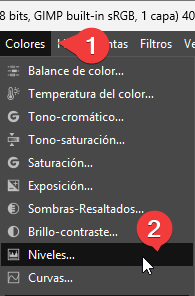 8 bits, GIMP built-in sRGB, 1 capa) 40
Colores Filtros
1
Balance de color...
Temperatura del color...
Tono-cromático...
Tono-saturación...
Saturación...
Exposición...
Sombras-Resaltados...
Brillo-contraste...
2
Niveles...
Curvas...